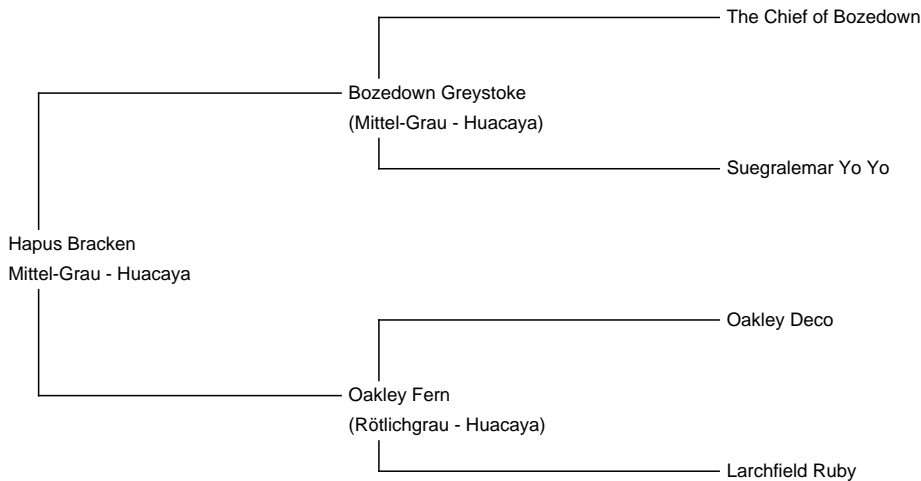 The Chief of Bozedown
Bozedown Greystoke
(Mittel-Grau - Huacaya)
Suegralemar Yo Yo
Hapus Bracken
Mittel-Grau - Huacaya
Oakley Deco
Oakley Fern
(Rötlichgrau - Huacaya)
Larchfield Ruby